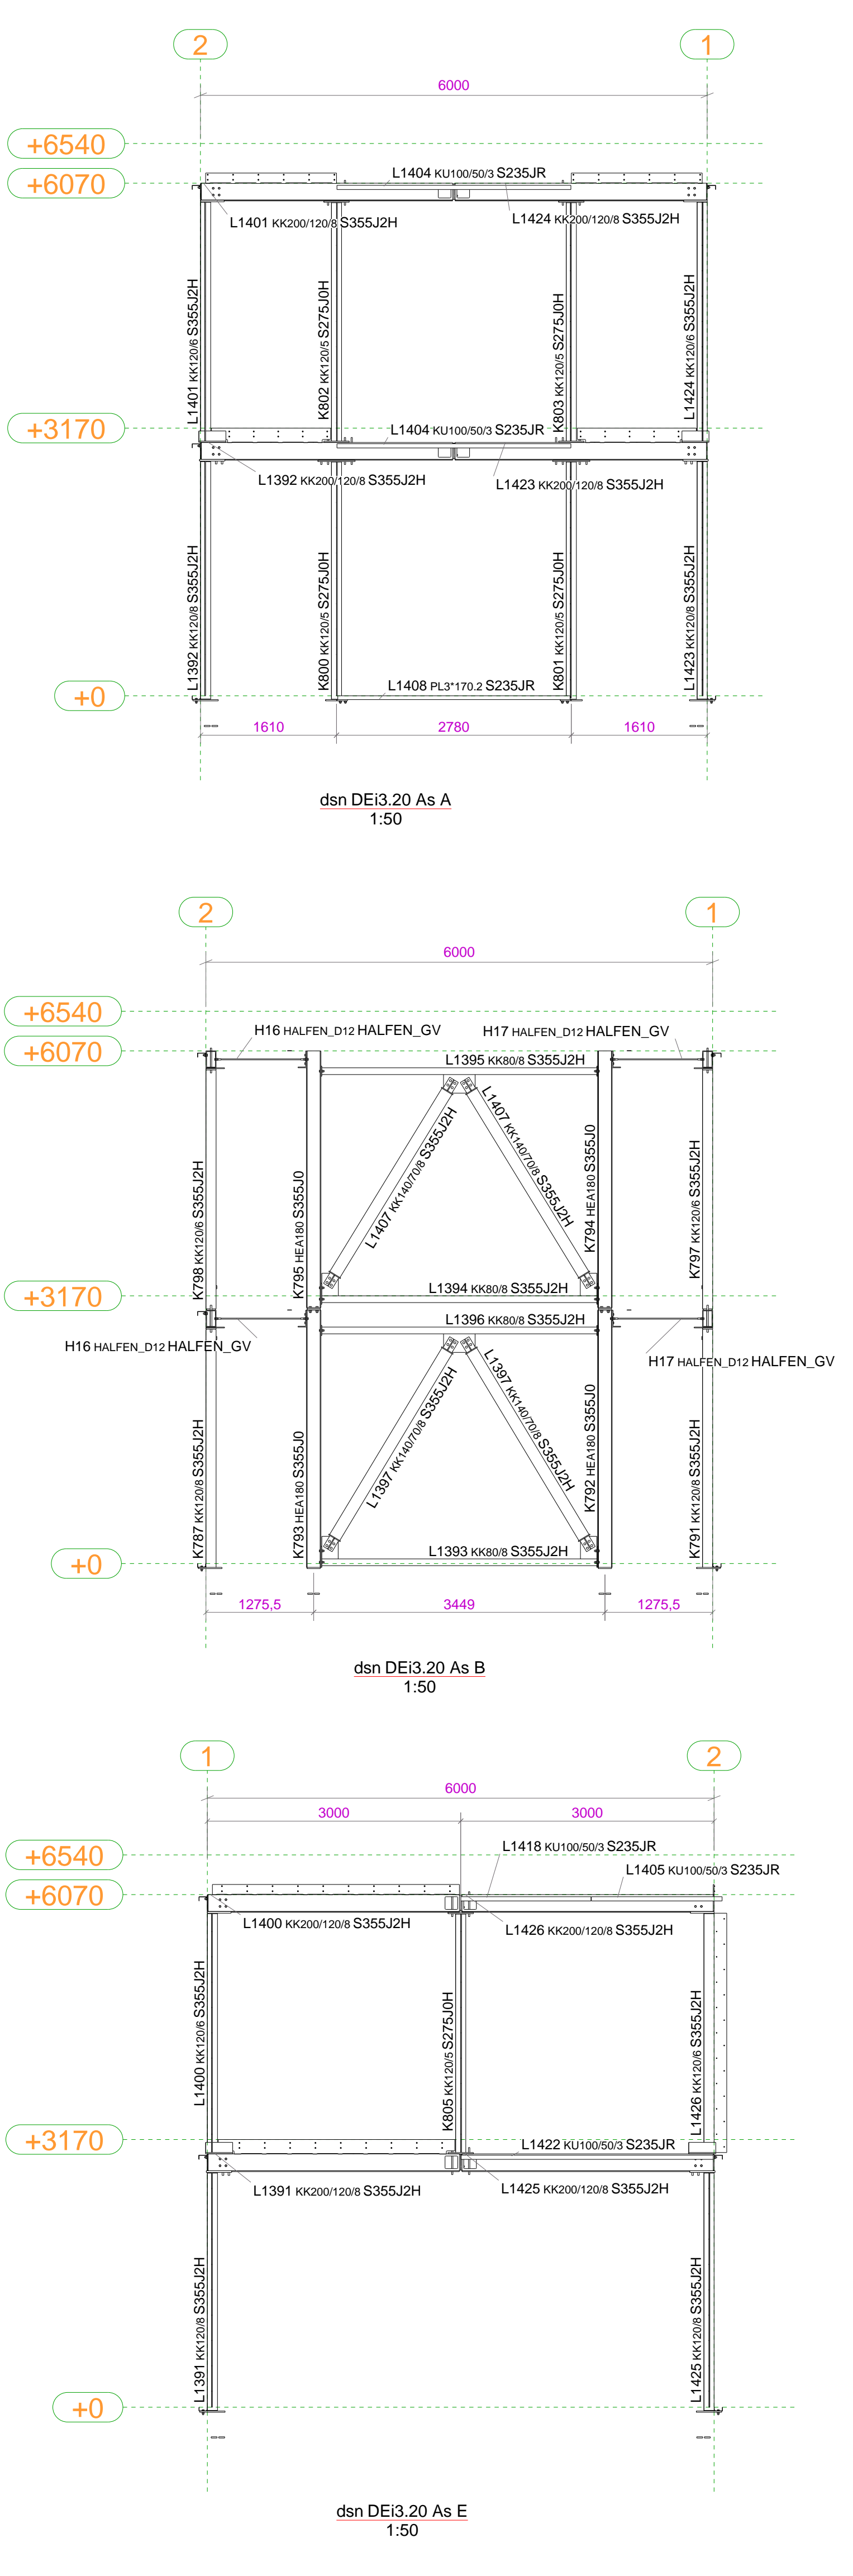 2
1
6000
+6540
+6070
L1404 KU100/50/3 S235JR
L1401 KK200/120/8 S355J2H
L1424 KK200/120/8 S355J2H
L1401 KK120/6 S355J2H
K802 KK120/5 S275J0H
K803 KK120/5 S275J0H
L1424 KK120/6 S355J2H
+3170
L1404 KU100/50/3 S235JR
L1392 KK200/120/8 S355J2H
L1423 KK200/120/8 S355J2H
L1392 KK120/8 S355J2H
K800 KK120/5 S275J0H
K801 KK120/5 S275J0H
L1423 KK120/8 S355J2H
+0
L1408 PL3*170.2 S235JR
1610
2780
1610
dsn DEi3.20 As A
1:50
2
1
6000
+6540
+6070
H16 HALFEN_D12 HALFEN_GV
H17 HALFEN_D12 HALFEN_GV
L1395 KK80/8 S355J2H
L1407 KK140/70/8 S355J2H
L1407 KK140/70/8 S355J2H
K798 KK120/6 S355J2H
K795 HEA180 S355J0
K794 HEA180 S355J0
K797 KK120/6 S355J2H
+3170
L1394 KK80/8 S355J2H
L1396 KK80/8 S355J2H
H16 HALFEN_D12 HALFEN_GV
H17 HALFEN_D12 HALFEN_GV
L1397 KK140/70/8 S355J2H
L1397 KK140/70/8 S355J2H
K787 KK120/8 S355J2H
K793 HEA180 S355J0
K792 HEA180 S355J0
K791 KK120/8 S355J2H
+0
L1393 KK80/8 S355J2H
1275,5
3449
1275,5
dsn DEi3.20 As B
1:50
1
2
6000
3000
3000
+6540
+6070
L1418 KU100/50/3 S235JR
L1405 KU100/50/3 S235JR
L1400 KK200/120/8 S355J2H
L1426 KK200/120/8 S355J2H
L1400 KK120/6 S355J2H
K805 KK120/5 S275J0H
L1426 KK120/6 S355J2H
+3170
L1422 KU100/50/3 S235JR
L1391 KK200/120/8 S355J2H
L1425 KK200/120/8 S355J2H
L1391 KK120/8 S355J2H
L1425 KK120/8 S355J2H
+0
dsn DEi3.20 As E
1:50